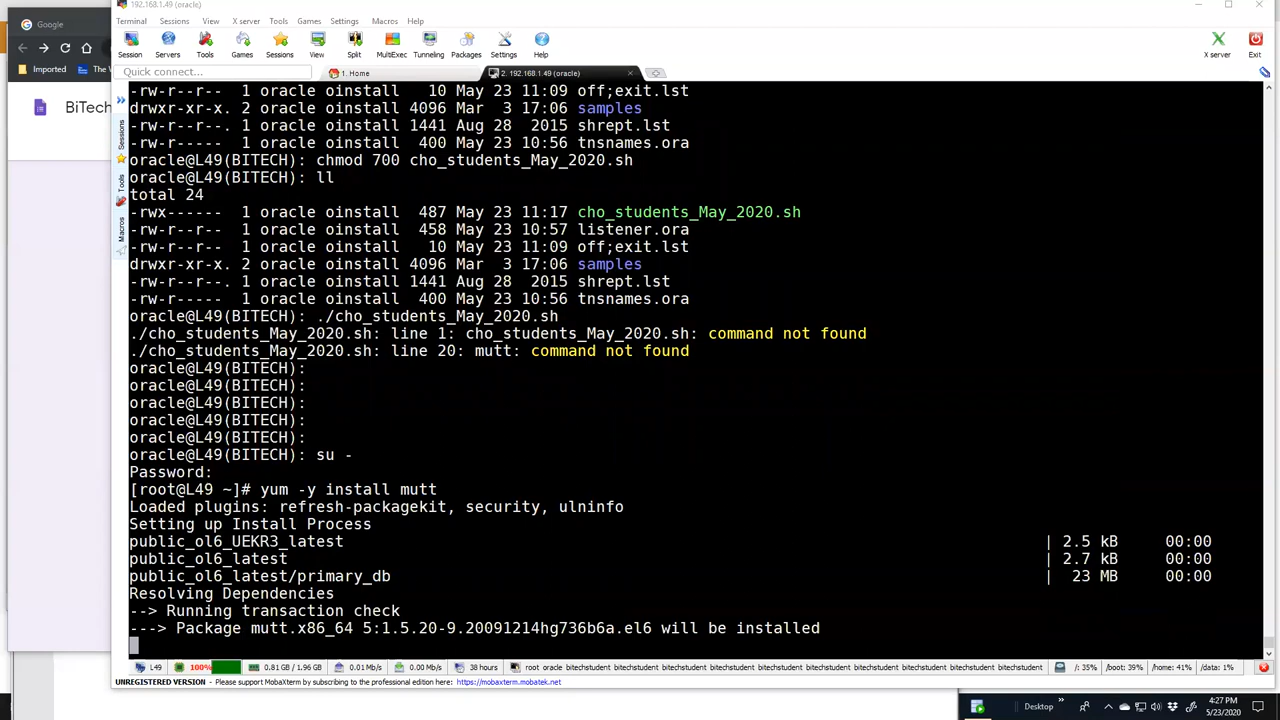 192.168.1.49 (oracle)
Google
Terminal Sessions View X server Tools Games Settings Macros Help
Session Servers Tools Games Sessions View Split MultiExec Tunneling Packages Settings Help X server Exit
Imported The W
Quick connect...
1. Home
2. 192.168.1.49 (oracle)
BiTech
Sessions
Tools
Macros
-rw-r--r-- 1 oracle oinstall 10 May 23 11:09 off;exit.lst
drwxr-xr-x. 2 oracle oinstall 4096 Mar 3 17:06 samples
-rw-r--r-- 1 oracle oinstall 1441 Aug 28 2015 shrept.lst
-rw-r--r-- 1 oracle oinstall 400 May 23 10:56 tnsnames.ora
oracle@L49(BITECH): chmod 700 cho_students_May_2020.sh
oracle@L49(BITECH): ll
total 24
-rwx------ 1 oracle oinstall 487 May 23 11:17 cho_students_May_2020.sh
-rw-r--r-- 1 oracle oinstall 458 May 23 10:57 listener.ora
-rw-r--r-- 1 oracle oinstall 10 May 23 11:09 off;exit.lst
drwxr-xr-x. 2 oracle oinstall 4096 Mar 3 17:06 samples
-rw-r--r-- 1 oracle oinstall 1441 Aug 28 2015 shrept.lst
-rw-r--r-- 1 oracle oinstall 400 May 23 10:56 tnsnames.ora
oracle@L49(BITECH): ./cho_students_May_2020.sh
./cho_students_May_2020.sh: line 1: cho_students_May_2020.sh: command not found
./cho_students_May_2020.sh: line 20: mutt: command not found
oracle@L49(BITECH):
oracle@L49(BITECH):
oracle@L49(BITECH):
oracle@L49(BITECH):
oracle@L49(BITECH):
oracle@L49(BITECH): su -
Password:
[root@L49 ~]# yum -y install mutt
Loaded plugins: refresh-packagekit, security, ulninfo
Setting up Install Process
public_ol6_UEKR3_latest | 2.5 kB 00:00
public_ol6_latest | 2.7 kB 00:00
public_ol6_latest/primary_db | 23 MB 00:00
Resolving Dependencies
--> Running transaction check
---> Package mutt.x86_64 5:1.5.20-9.20091214hg736b6a.el6 will be installed
L49 100% 0.81 GB / 1.96 GB 0.01 Mb/s 0.00 Mb/s 38 hours root oracle bitechstudent bitechstudent bitechstudent bitechstudent bitechstudent bitechstudent bitechstudent bitechstudent bitechstudent /: 35% /boot: 39% /home: 41% /data: 1%
UNREGISTERED VERSION - Please support MobaXterm by subscribing to the professional edition here: https://mobaxterm.mobatek.net
Desktop
4:27 PM
5/23/2020